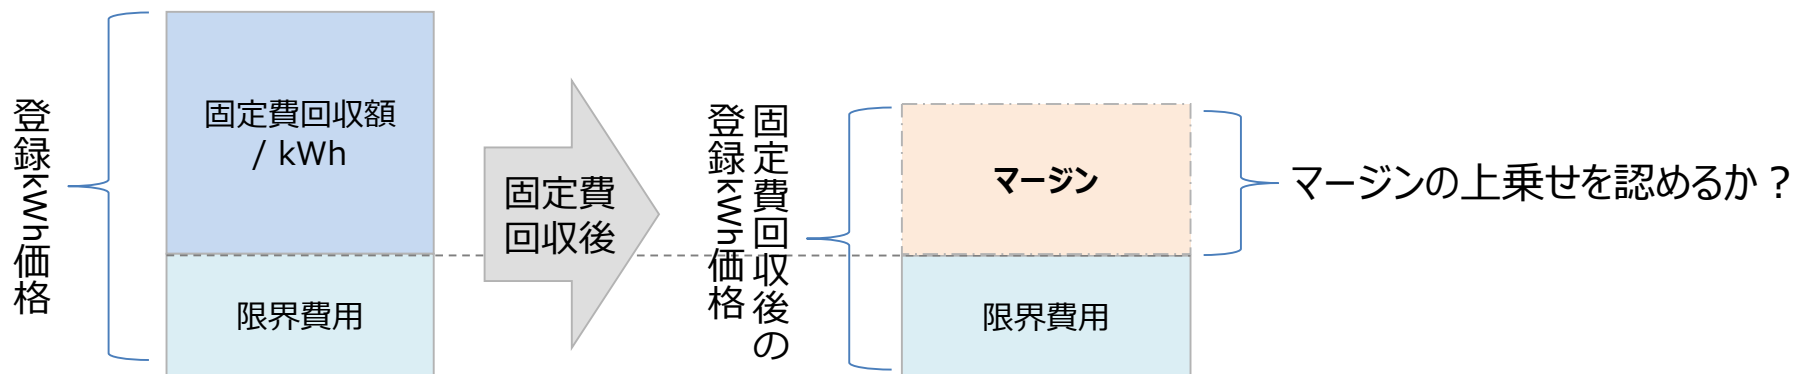 登録kWh価格
固定費回収額
/ kWh
限界費用
固定費
回収後
固定費回収後の
登録kWh価格
マージン
限界費用
マージンの上乗せを認めるか？